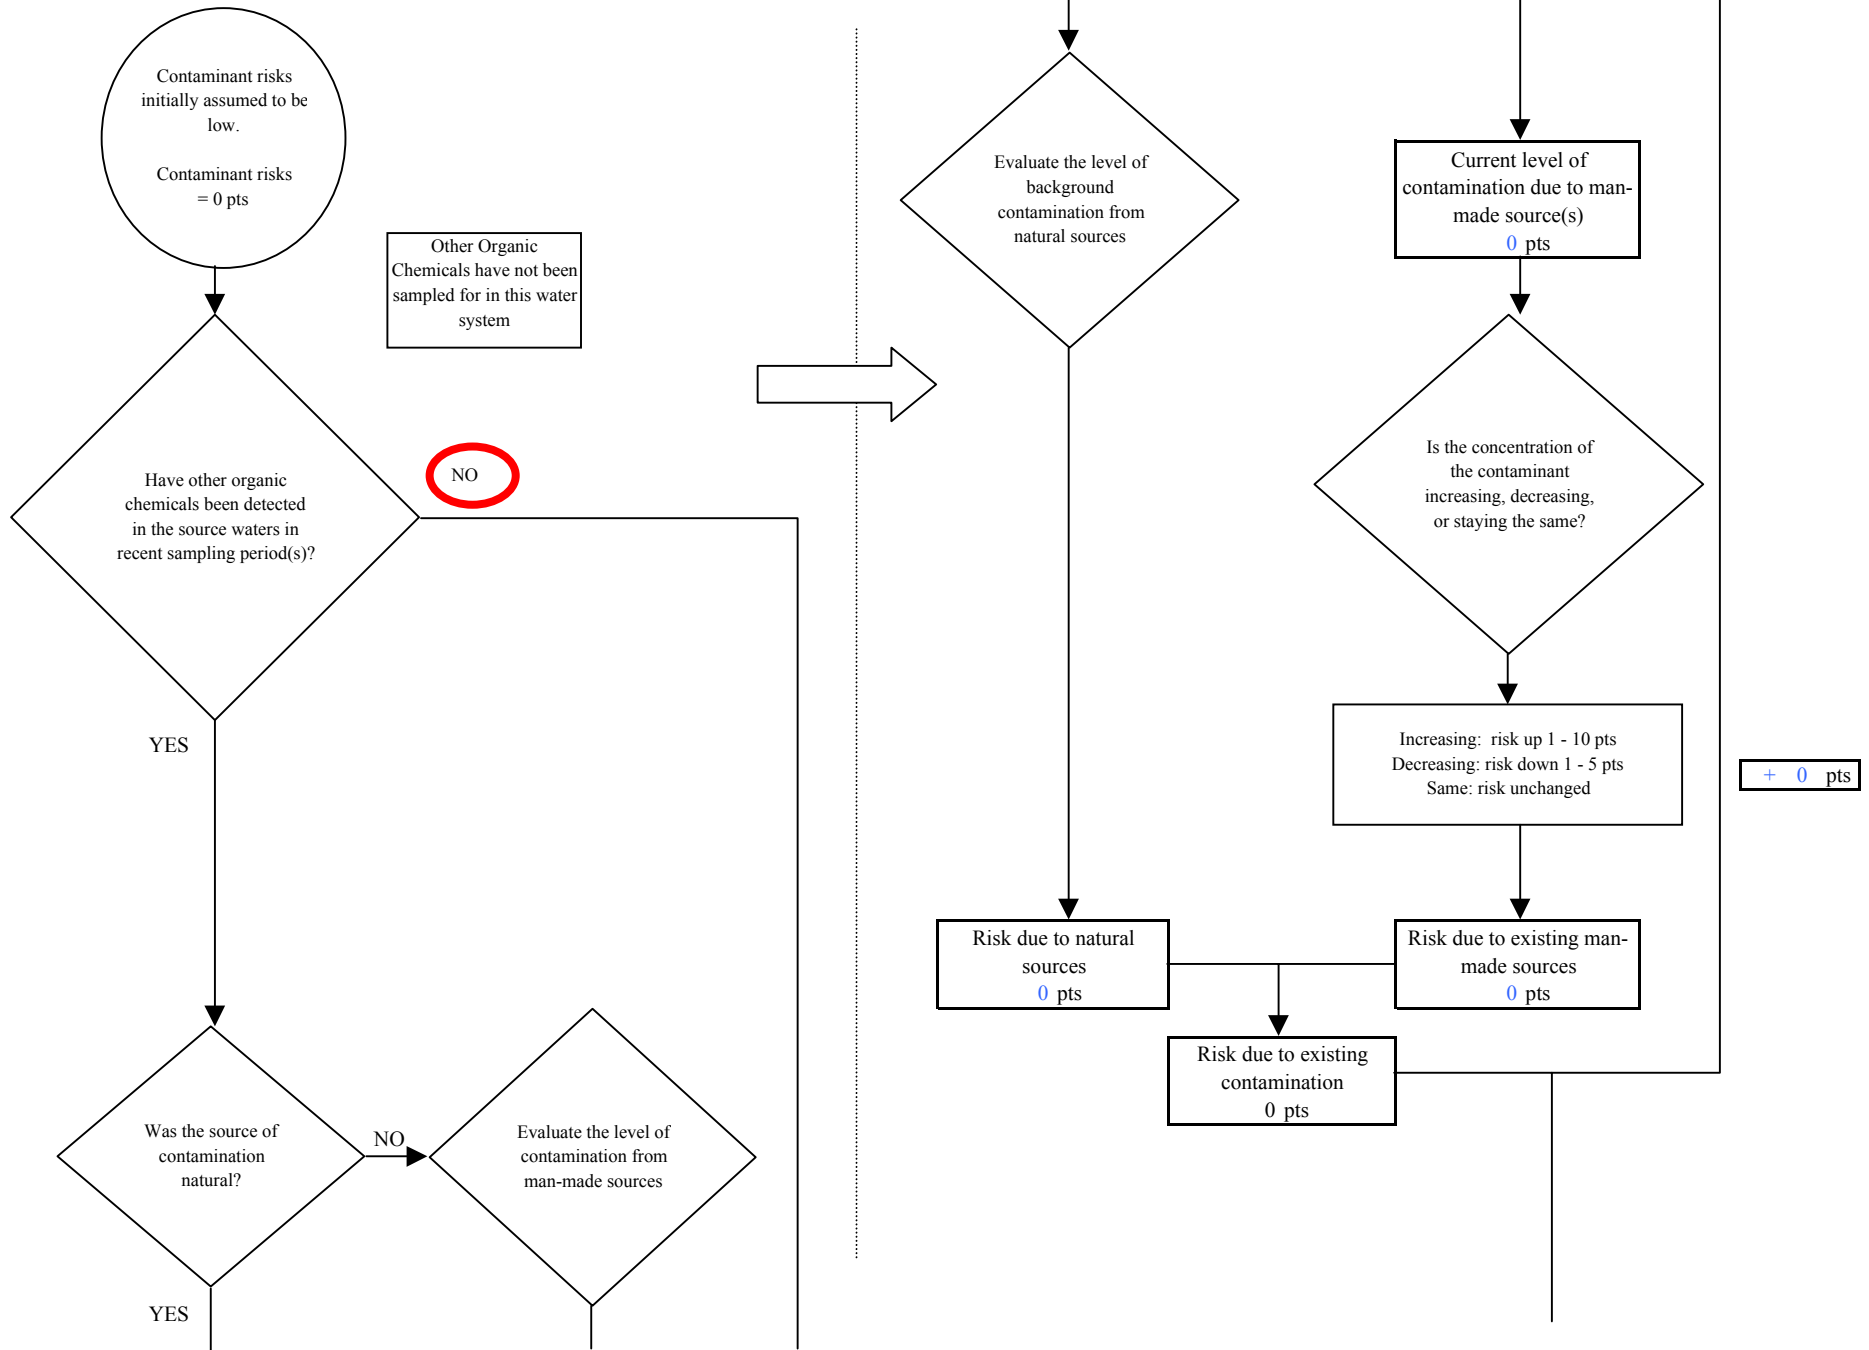 Contaminant risks
initially assumed to be
low.
Contaminant risks
= 0 pts
Other Organic
Chemicals have not been
sampled for in this water
system
Have other organic
chemicals been detected
in the source waters in
recent sampling period(s)?
NO
YES
Was the source of
contamination
natural?
NO
YES
Evaluate the level of
contamination from
man-made sources
Evaluate the level of
background
contamination from
natural sources
Current level of
contamination due to man-
made source(s)
0 pts
Is the concentration of
the contaminant
increasing, decreasing,
or staying the same?
Increasing: risk up 1 - 10 pts
Decreasing: risk down 1 - 5 pts
Same: risk unchanged
+ 0 pts
Risk due to natural
sources
0 pts
Risk due to existing man-
made sources
0 pts
Risk due to existing
contamination
0 pts